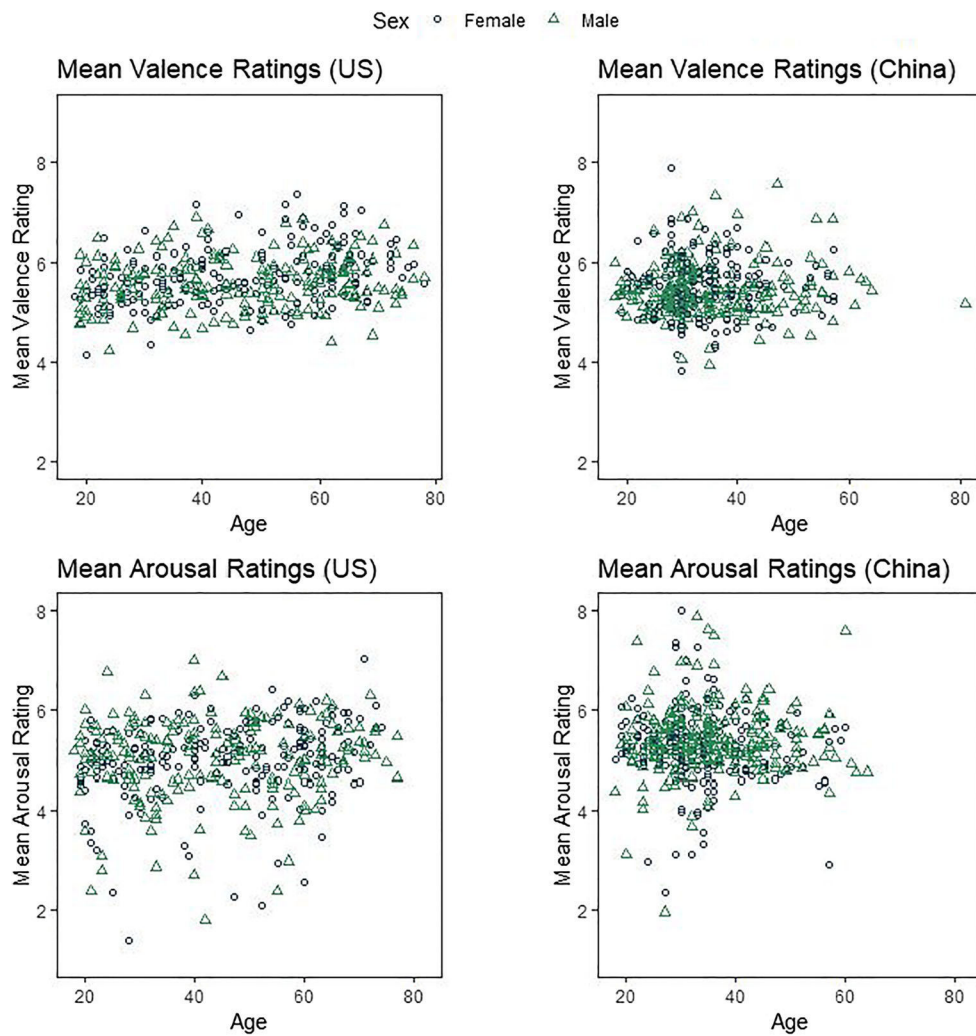 Sex Female Male
Mean Valence Ratings (US)
Mean Valence Rating
8
6
4
2
20 40 60 80
Age
Mean Valence Ratings (China)
Mean Valence Rating
8
6
4
2
20 40 60 80
Age
Mean Arousal Ratings (US)
Mean Arousal Rating
8
6
4
2
20 40 60 80
Age
Mean Arousal Ratings (China)
Mean Arousal Rating
8
6
4
2
20 40 60 80
Age